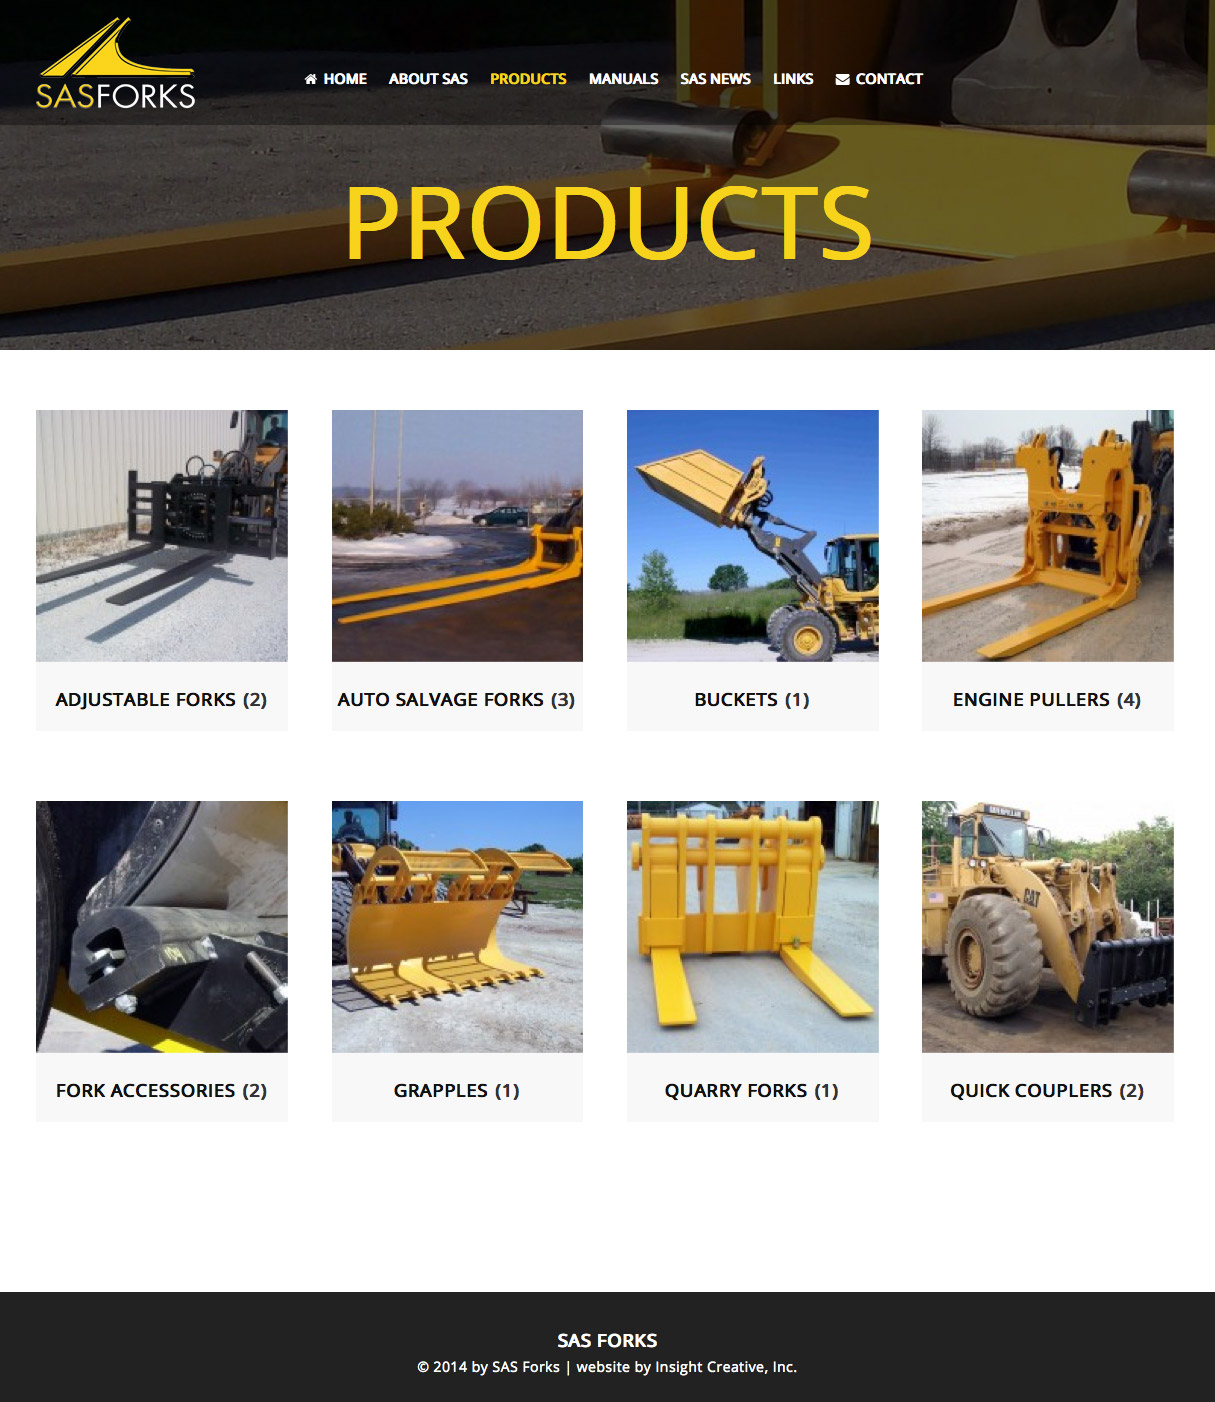 SASFORKS
HOME ABOUT SAS PRODUCTS MANUALS SAS NEWS LINKS CONTACT
PRODUCTS
ADJUSTABLE FORKS (2)
AUTO SALVAGE FORKS (3)
BUCKETS (1)
ENGINE PULLERS (4)
CAT
FORK ACCESSORIES (2)
GRAPPLES (1)
QUARRY FORKS (1)
QUICK COUPLERS (2)
SAS FORKS
© 2014 by SAS Forks | website by Insight Creative, Inc.